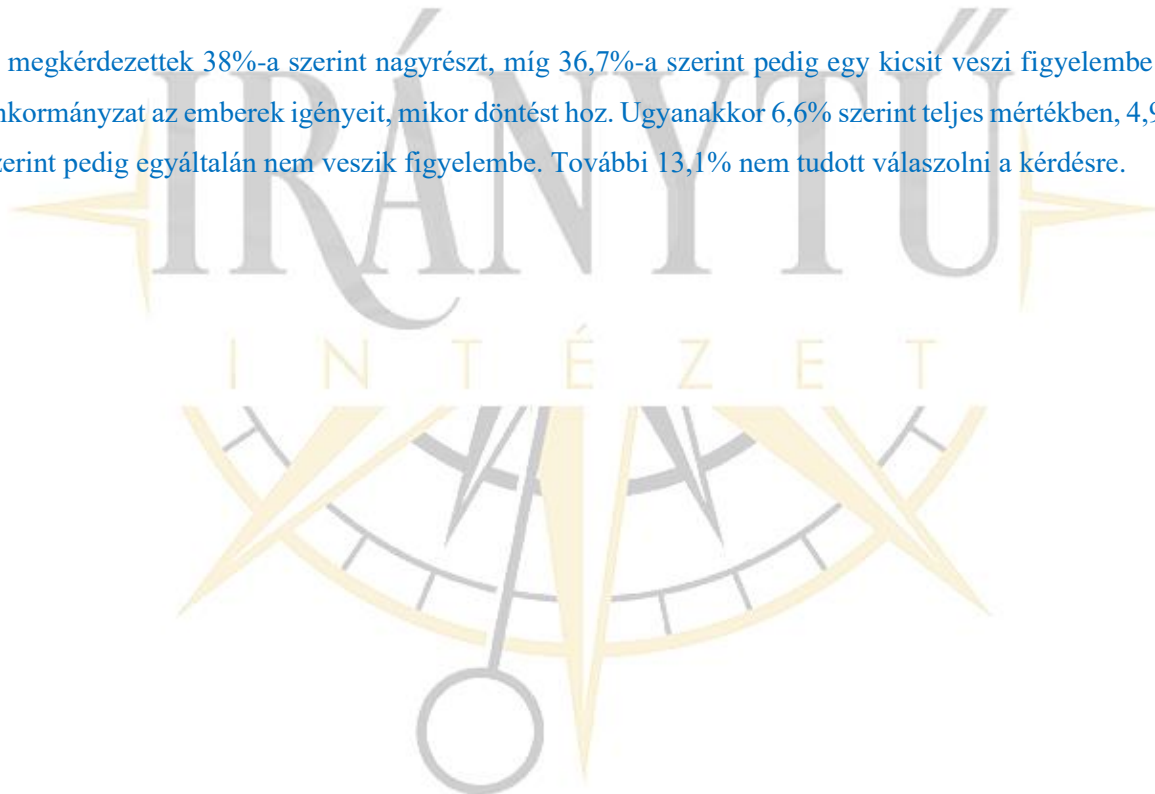 megkérdezettek 38%-a szerint nagyrészt, míg 36,7%-a szerint pedig egy kicsit veszi figyelembe
nkormányzat az emberek igényeit, mikor döntést hoz. Ugyanakkor 6,6% szerint teljes mértékben, 4,9
zerint pedig egyáltalán nem veszik figyelembe. További 13,1% nem tudott válaszolni a kérdésre.
IRÁNYTŰ
INTÉZET